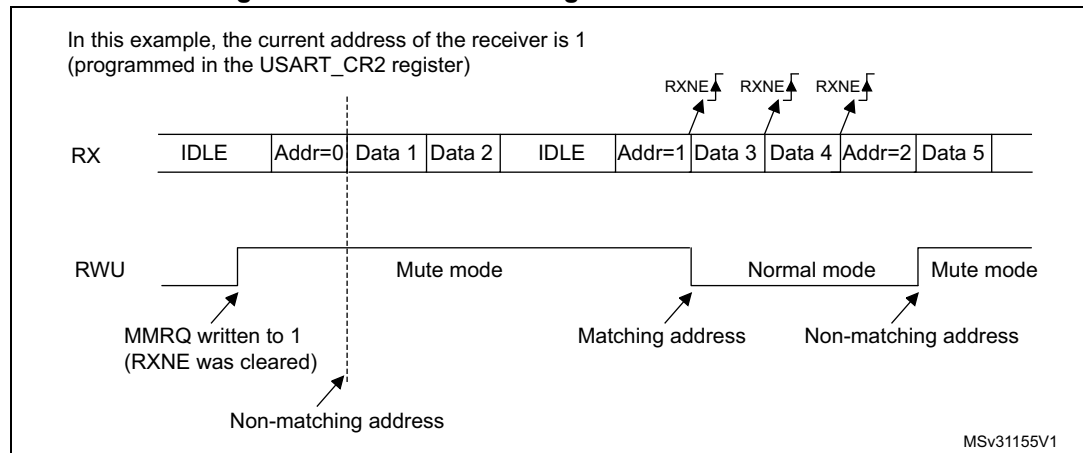 In this example, the current address of the receiver is 1
(programmed in the USART_CR2 register)
RXNE RXNE RXNE
RX IDLE Addr=0 Data 1 Data 2 IDLE Addr=1 Data 3 Data 4 Addr=2 Data 5
RWU Mute mode Normal mode Mute mode
MMRQ written to 1
(RXNE was cleared)
Matching address Non-matching address
Non-matching address
MSv31155V1